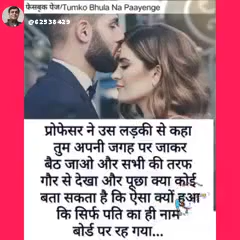 फेसबुक पेज/Tumko Bhula Na Paayenge
@62938429
प्रोफेसर ने उस लड़की से कहा
तुम अपनी जगह पर जाकर
बैठ जाओ और सभी की तरफ
गौर से देखा और पूछा क्या कोई
बता सकता है कि ऐसा क्यों हुआ
कि सिर्फ पति का ही नाम
बोर्ड पर रह गया...